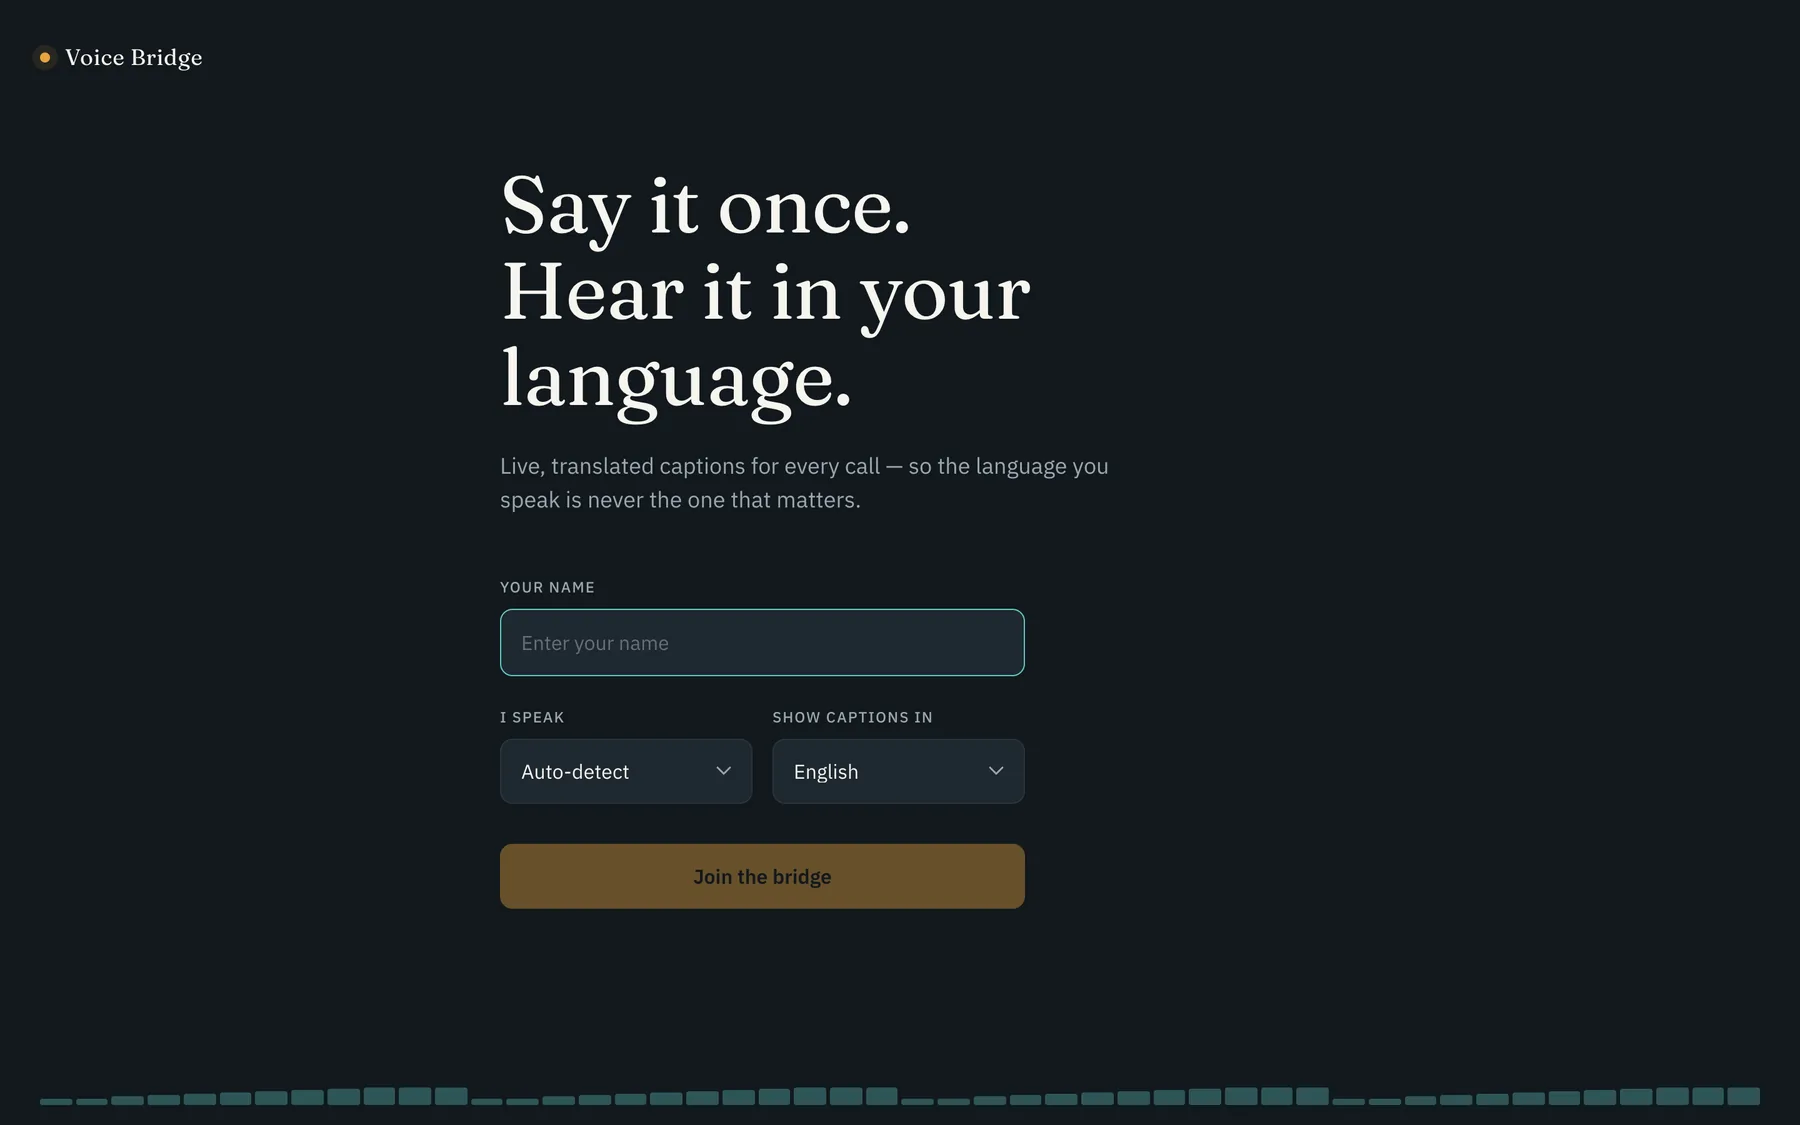 Voice Bridge
Say it once.
Hear it in your
language.
Live, translated captions for every call — so the language you
speak is never the one that matters.
YOUR NAME
Enter your name
I SPEAK
SHOW CAPTIONS IN
Auto-detect
English
Join the bridge